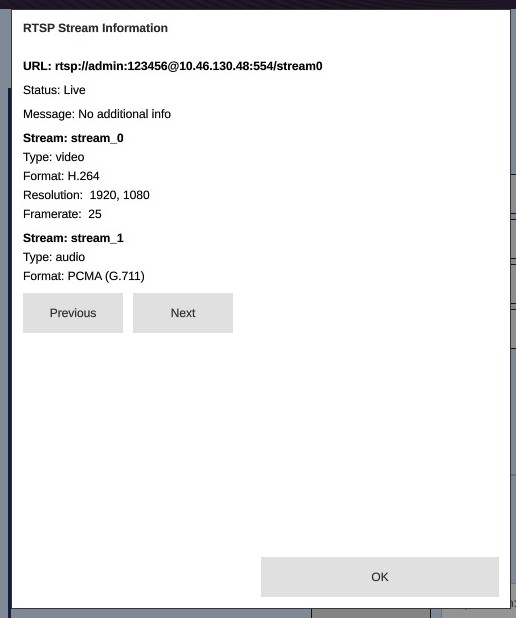 RTSP Stream Information
URL: rtsp://admin:123456@10.46.130.48:554/stream0
Status: Live
Message: No additional info
Stream: stream_0
Type: video
Format: H.264
Resolution:  1920, 1080
Framerate:  25
Stream: stream_1
Type: audio
Format: PCMA (G.711)
Previous Next
OK